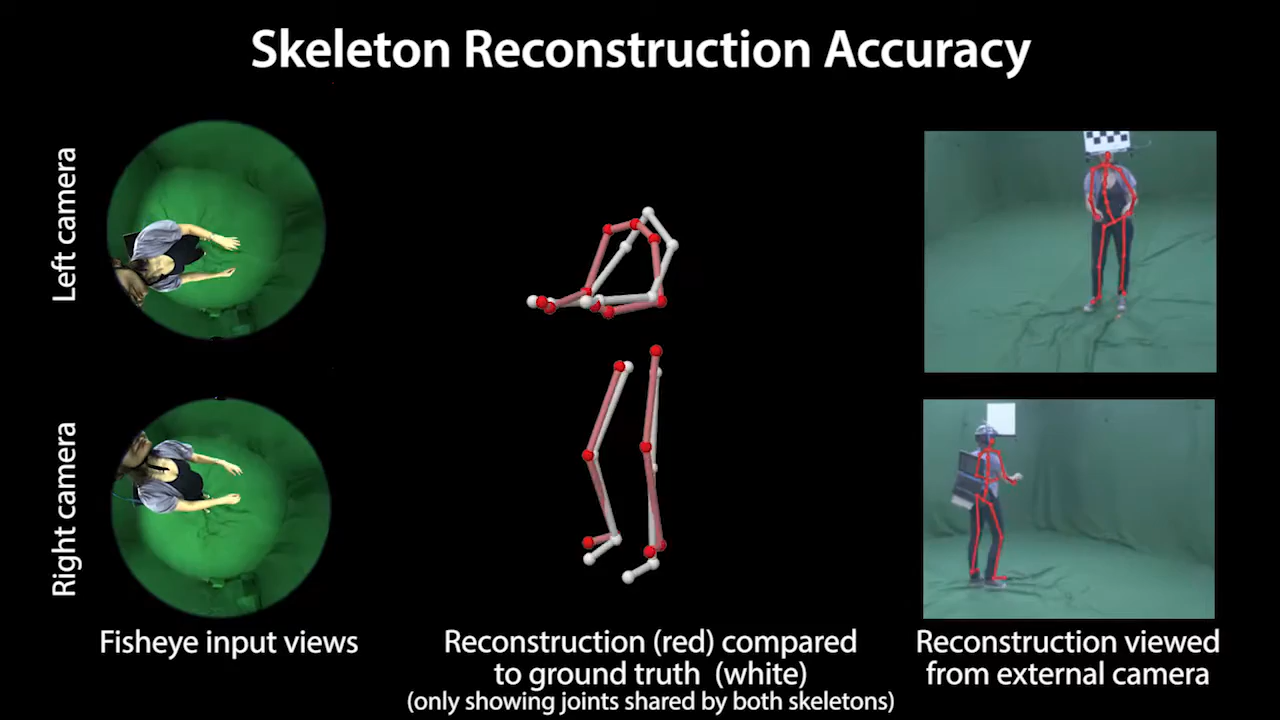 Skeleton Reconstruction Accuracy
Left camera
Right camera
Fisheye input views
Reconstruction (red) compared
to ground truth (white)
(only showing joints shared by both skeletons)
Reconstruction viewed
from external camera